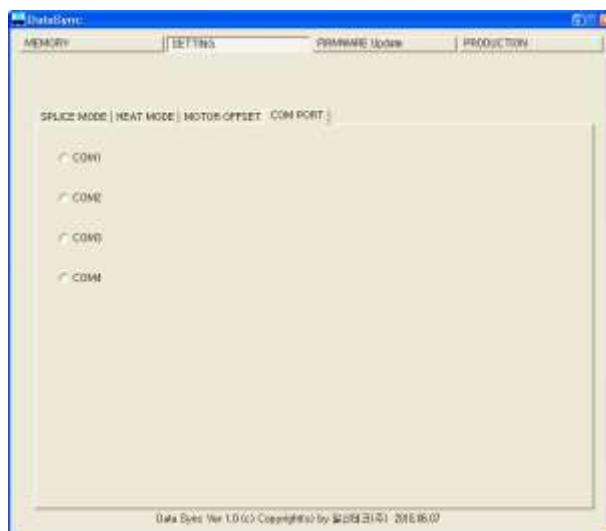 DataSync
MEMORY SETTING FIRMWARE Update PRODUCTION
SPLICE MODE HEAT MODE MOTOR OFFSET COM PORT
COM1
COM2
COM3
COM4
Data Sync Ver 1.0 (c) Copyright(s) by